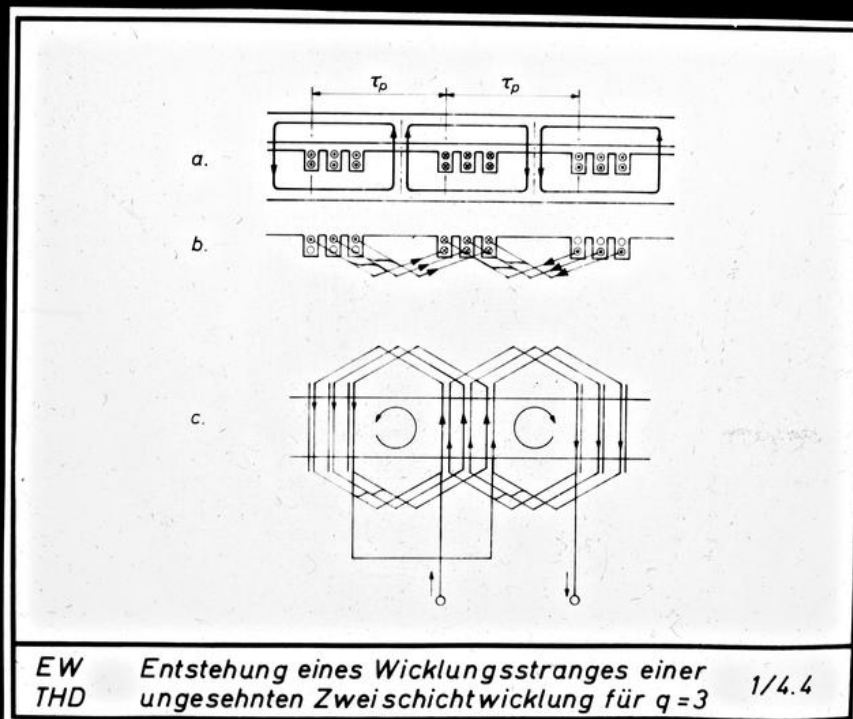 τp τp
a.
b.
c.
EW Entstehung eines Wicklungsstranges einer 1/4.4
THD ungesehnten Zweischichtwicklung für q=3